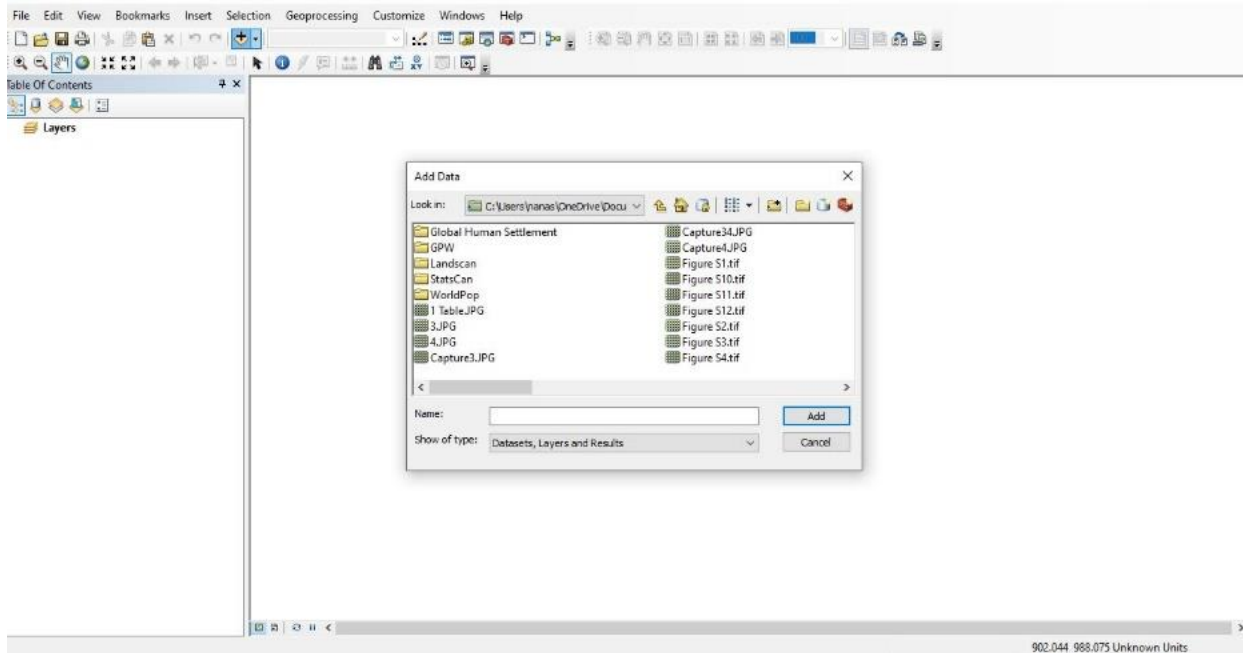 File Edit View Bookmarks Insert Selection Geoprocessing Customize Windows Help
Table Of Contents
Layers
Add Data
Look in: C:\Users\nanas\OneDrive\Docu
Global Human Settlement
GPW
Landscan
StatsCan
WorldPop
1 Table.JPG
3.JPG
4.JPG
Capture3.JPG
Capture34.JPG
Capture4.JPG
Figure S1.tif
Figure S10.tif
Figure S11.tif
Figure S12.tif
Figure S2.tif
Figure S3.tif
Figure S4.tif
Name:
Add
Show of type: Datasets, Layers and Results
Cancel
902.044 988.075 Unknown Units